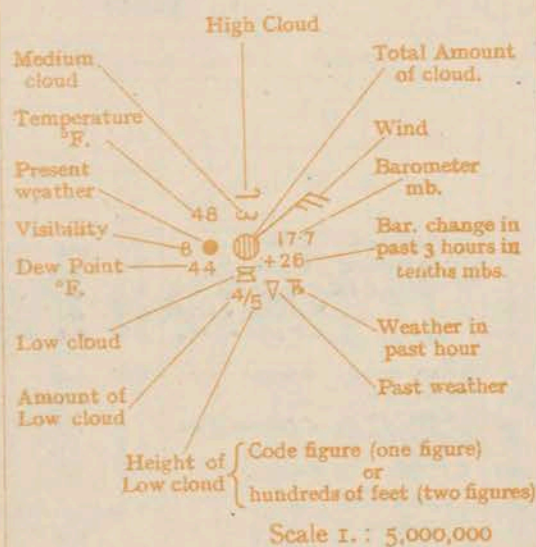 High Cloud
Medium
cloud
Total Amount
of cloud.
Temperature
°F.
Wind
Present
weather
Barometer
mb.
48
Visibility
8
17·7
Bar. change in
past 3 hours in
tenths mbs.
Dew Point
°F.
44
+26
4/5
Low cloud
Weather in
past hour
Amount of
Low cloud
Past weather
Height of
Low cloud
Code figure (one figure)
or
hundreds of feet (two figures)
Scale 1. : 5,000,000